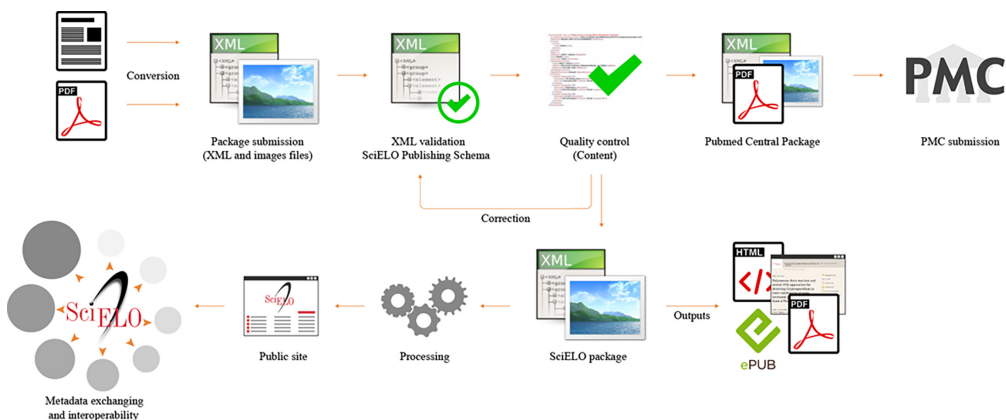 PDF
Conversion
XML
Package submission
(XML and images files)
XML
XML validation
SciELO Publishing Schema
Quality control
(Content)
XML
PDF
Pubmed Central Package
PMC
PMC submission
Correction
SciELO
Metadata exchanging
and interoperability
SciELO
Public site
Processing
XML
SciELO package
Outputs
HTML
</>
PDF
ePUB